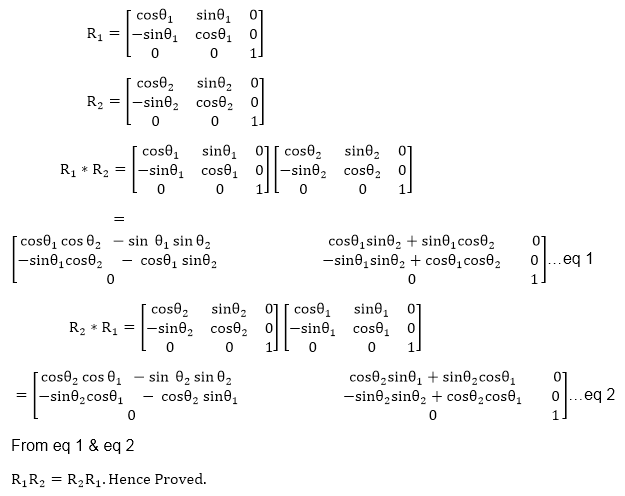 R₁ = [ cosθ₁ sinθ₁ 0
−sinθ₁ cosθ₁ 0
0 0 1 ]
R₂ = [ cosθ₂ sinθ₂ 0
−sinθ₂ cosθ₂ 0
0 0 1 ]
R₁ * R₂ = [ cosθ₁ sinθ₁ 0 ] [ cosθ₂ sinθ₂ 0 ]
−sinθ₁ cosθ₁ 0 −sinθ₂ cosθ₂ 0
0 0 1 0 0 1
=
[ cosθ₁ cos θ₂ − sin θ₁ sin θ₂ cosθ₁sinθ₂ + sinθ₁cosθ₂ 0 ]
−sinθ₁cosθ₂ − cosθ₁ sinθ₂ −sinθ₁sinθ₂ + cosθ₁cosθ₂ 0 ...eq 1
0 0 1
R₂ * R₁ = [ cosθ₂ sinθ₂ 0 ] [ cosθ₁ sinθ₁ 0 ]
−sinθ₂ cosθ₂ 0 −sinθ₁ cosθ₁ 0
0 0 1 0 0 1
[ cosθ₂ cos θ₁ − sin θ₂ sin θ₂ cosθ₂sinθ₁ + sinθ₂cosθ₁ 0 ]
= −sinθ₂cosθ₁ − cosθ₂ sinθ₁ −sinθ₂sinθ₂ + cosθ₂cosθ₁ 0 ...eq 2
0 0 1
From eq 1 & eq 2
R₁R₂ = R₂R₁. Hence Proved.